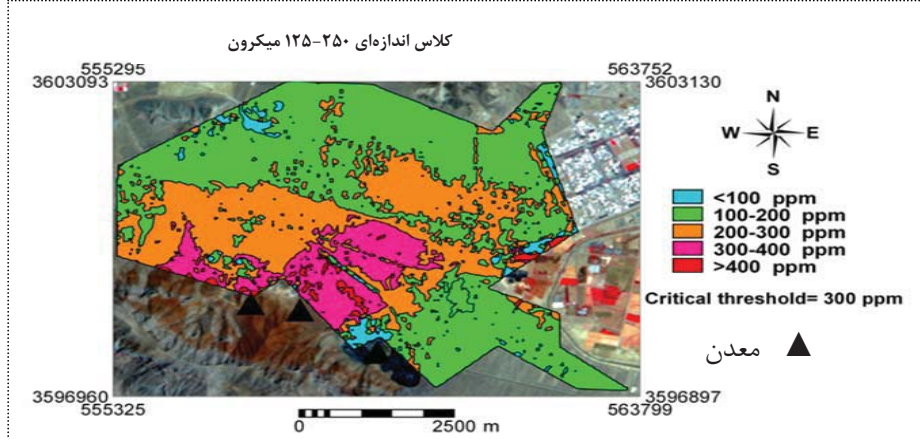 کلاس اندازه‌ای ۲۵۰-۱۲۵ میکرون
555295
563752
3603093
3603130
N
W E
S
<100 ppm
100-200 ppm
200-300 ppm
300-400 ppm
>400 ppm
Critical threshold= 300 ppm
معدن
3596960
3596897
555325
563799
0 2500 m